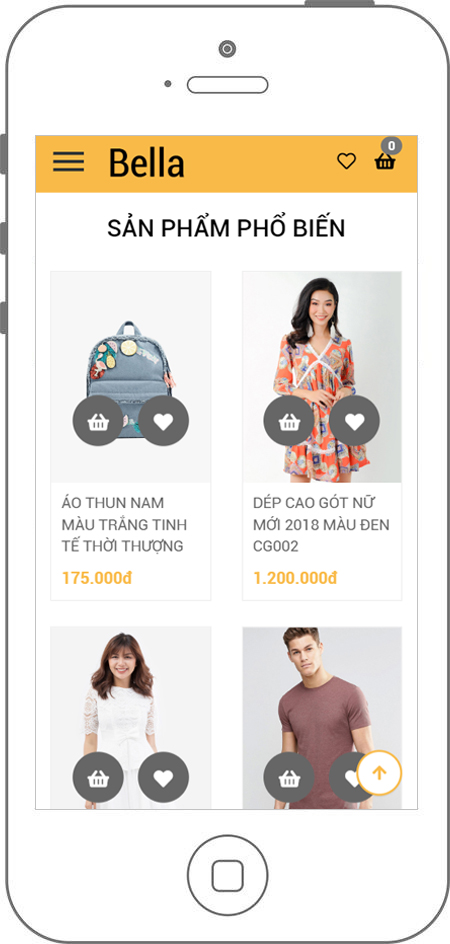 Bella
0
SẢN PHẨM PHỔ BIẾN
ÁO THUN NAM
MÀU TRẮNG TINH
TẾ THỜI THƯỢNG
175.000đ
DÉP CAO GÓT NỮ
MỚI 2018 MÀU ĐEN
CG002
1.200.000đ